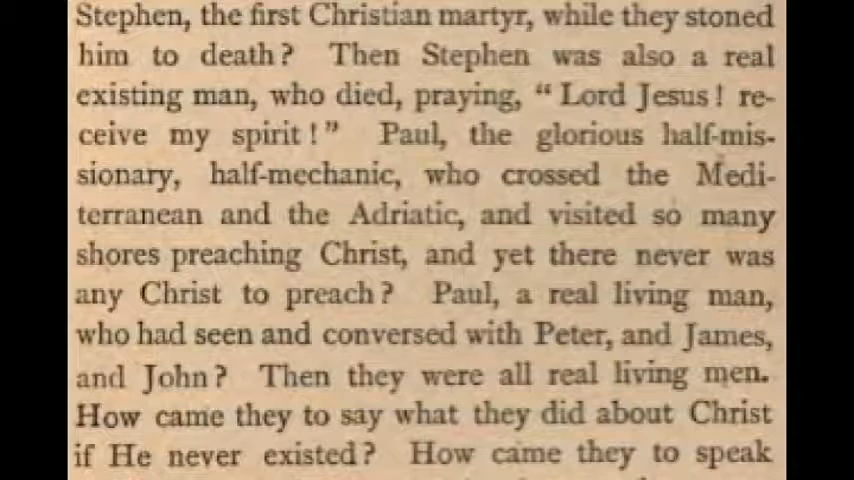 Stephen, the first Christian martyr, while they stoned
him to death? Then Stephen was also a real
existing man, who died, praying, “Lord Jesus! re-
ceive my spirit!” Paul, the glorious half-mis-
sionary, half-mechanic, who crossed the Medi-
terranean and the Adriatic, and visited so many
shores preaching Christ, and yet there never was
any Christ to preach? Paul, a real living man,
who had seen and conversed with Peter, and James,
and John? Then they were all real living men.
How came they to say what they did about Christ
if He never existed? How came they to speak